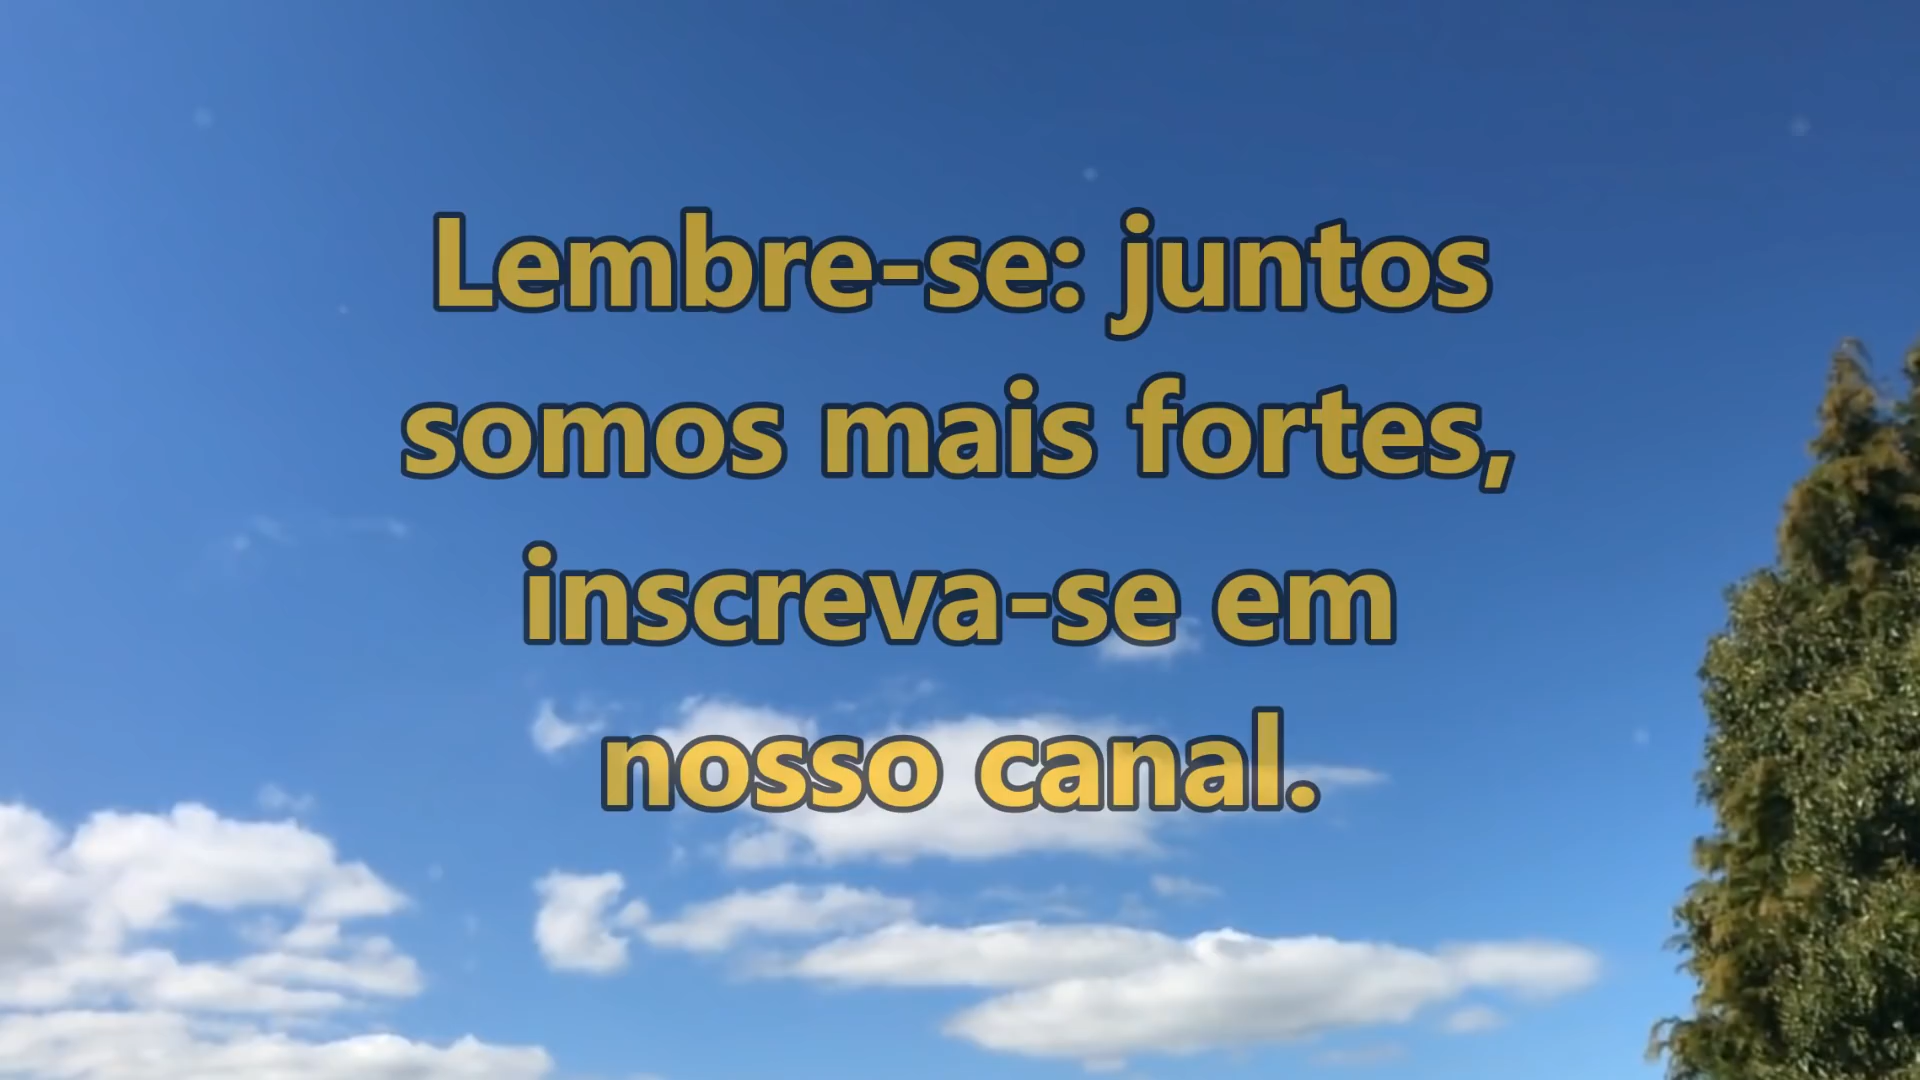 Lembre-se: juntos
somos mais fortes,
inscreva-se em
nosso canal.